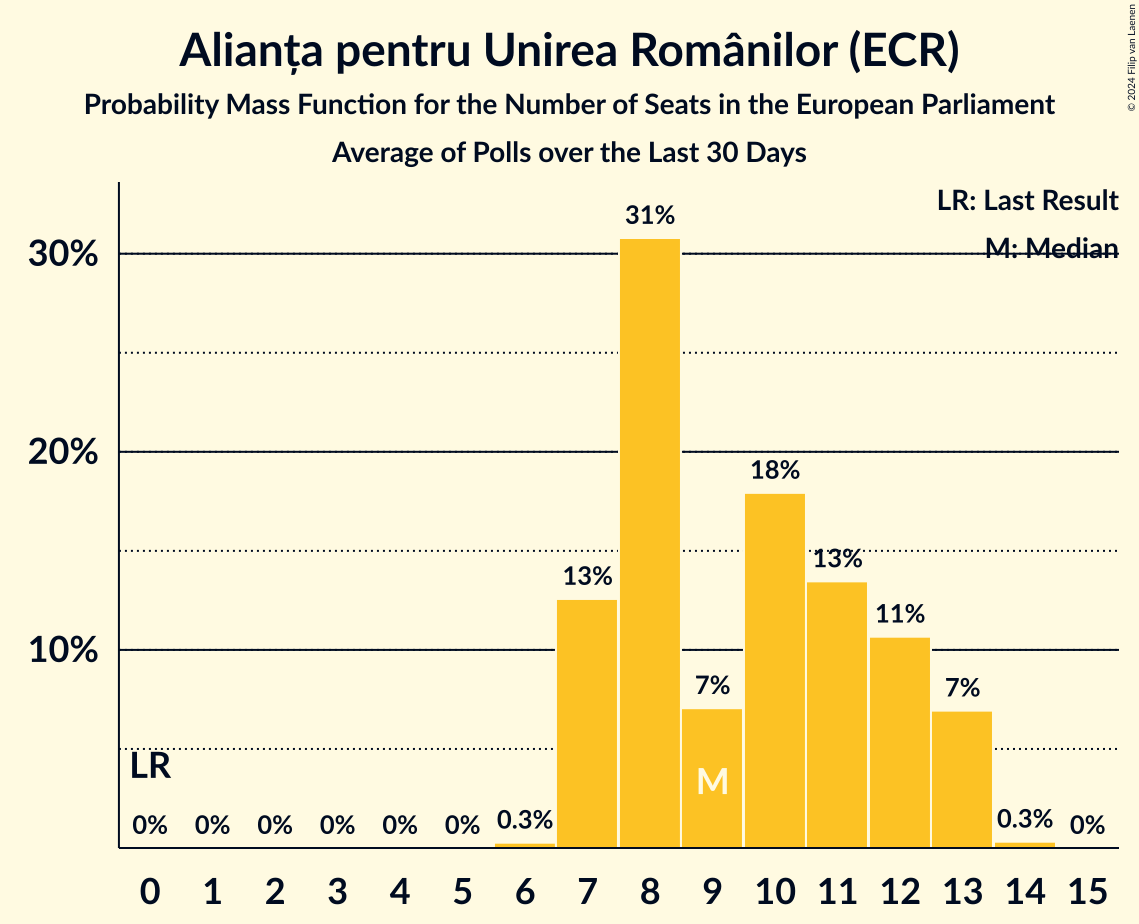 Alianța pentru Unirea Românilor (ECR)
Probability Mass Function for the Number of Seats in the European Parliament
Average of Polls over the Last 30 Days
© 2024 Filip van Laenen
LR: Last Result
M: Median
30%
20%
10%
31%
18%
13%
13%
11%
7%
7%
LR
M
0% 0% 0% 0% 0% 0% 0.3% 0.3% 0%
0 1 2 3 4 5 6 7 8 9 10 11 12 13 14 15